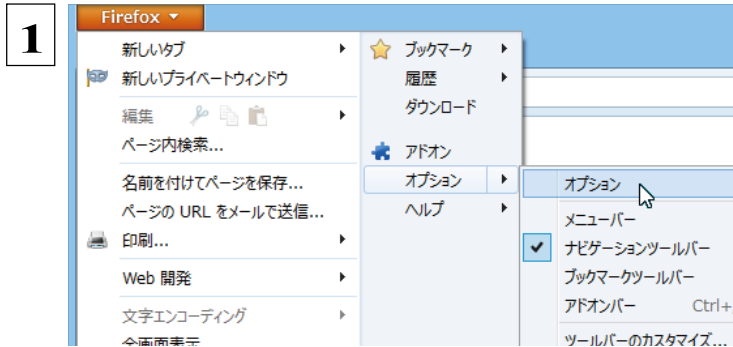 1
Firefox
新しいタブ
新しいプライベートウィンドウ
編集
ページ内検索...
名前を付けてページを保存...
ページの URL をメールで送信...
印刷...
Web 開発
文字エンコーディング
全画面表示
ブックマーク
履歴
ダウンロード
アドオン
オプション
ヘルプ
オプション
メニューバー
ナビゲーションツールバー
ブックマークツールバー
アドオンバー Ctrl+
ツールバーのカスタマイズ...